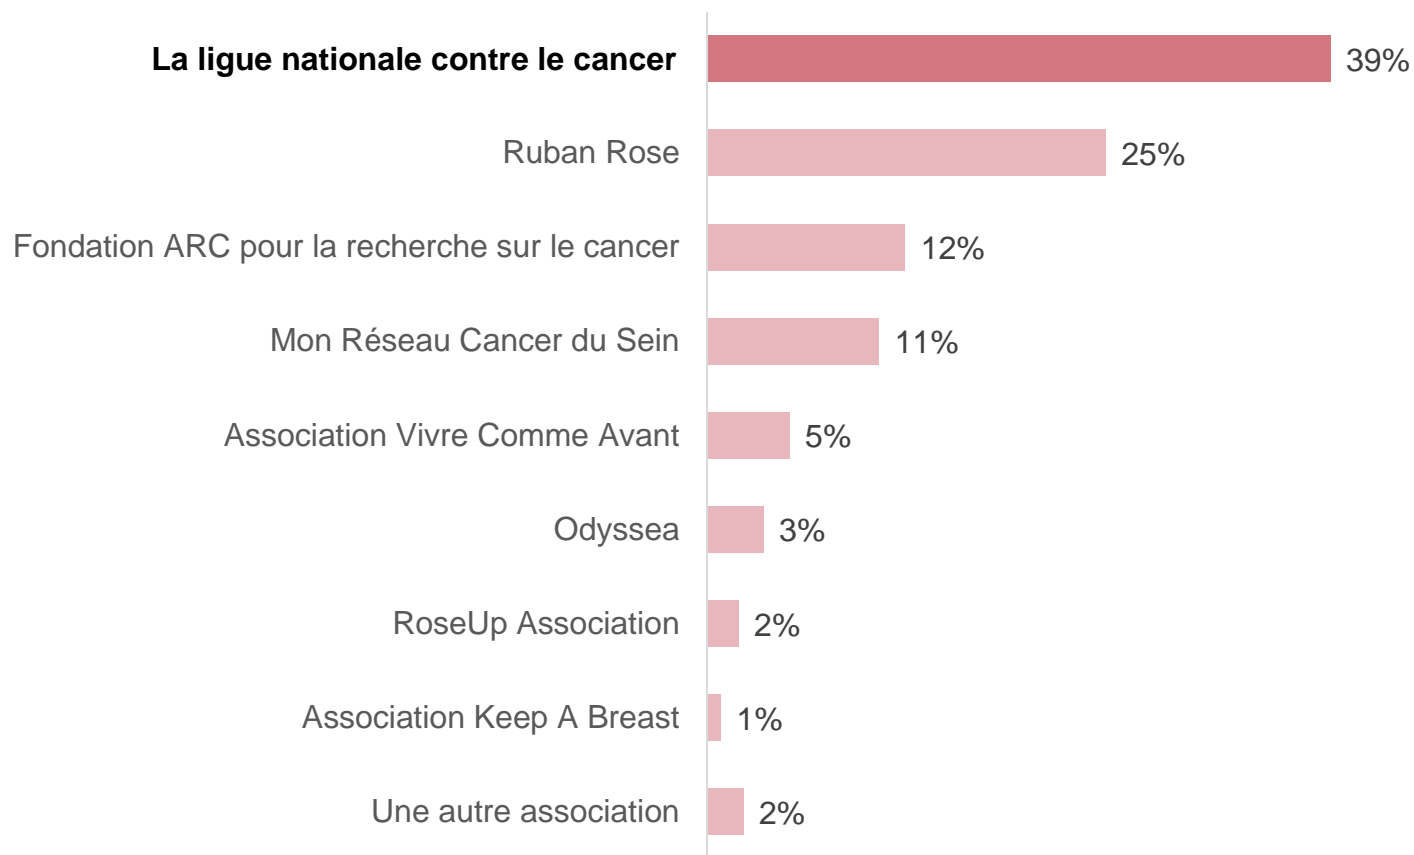 La ligue nationale contre le cancer 39%
Ruban Rose 25%
Fondation ARC pour la recherche sur le cancer 12%
Mon Réseau Cancer du Sein 11%
Association Vivre Comme Avant 5%
Odyssea 3%
RoseUp Association 2%
Association Keep A Breast 1%
Une autre association 2%